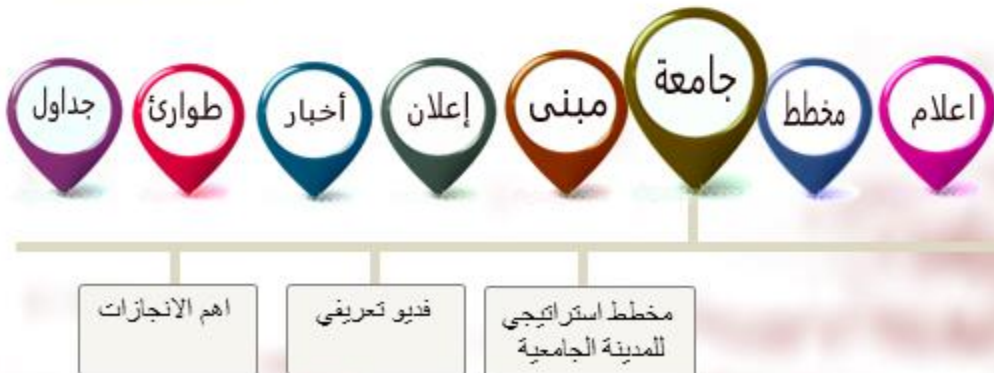 اعلام
مخطط
جامعة
مبنى
إعلان
أخبار
طوارئ
جداول
مخطط استراتيجي
للمدينة الجامعية
فديو تعريفي
اهم الانجازات